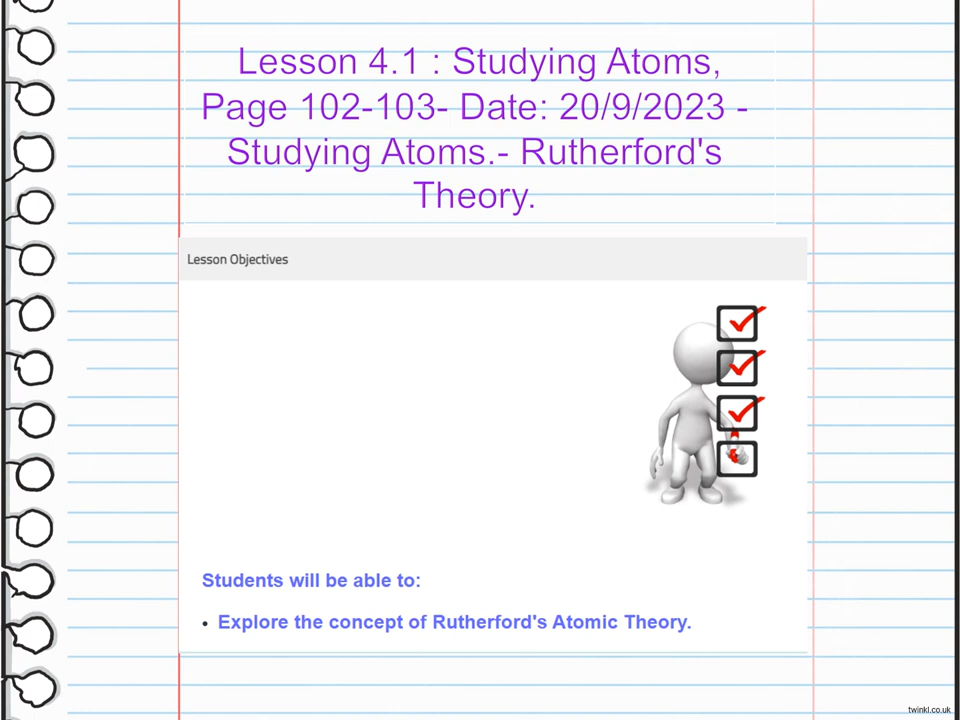 Lesson 4.1 : Studying Atoms,
Page 102-103- Date: 20/9/2023 -
Studying Atoms.- Rutherford's
Theory.
Lesson Objectives
Students will be able to:
• Explore the concept of Rutherford's Atomic Theory.
twinkl.co.uk